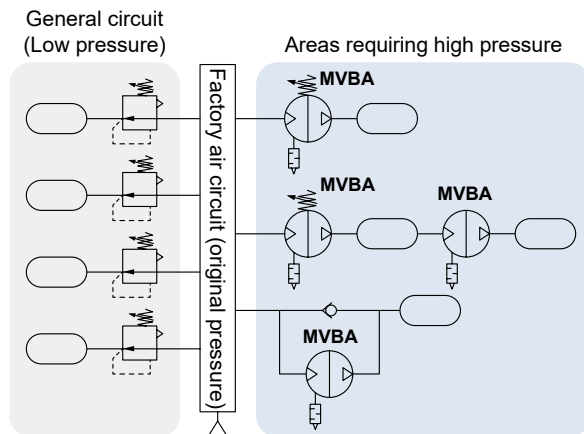 General circuit
(Low pressure)
Areas requiring high pressure
Factory air circuit (original pressure)
MVBA
MVBA
MVBA
MVBA